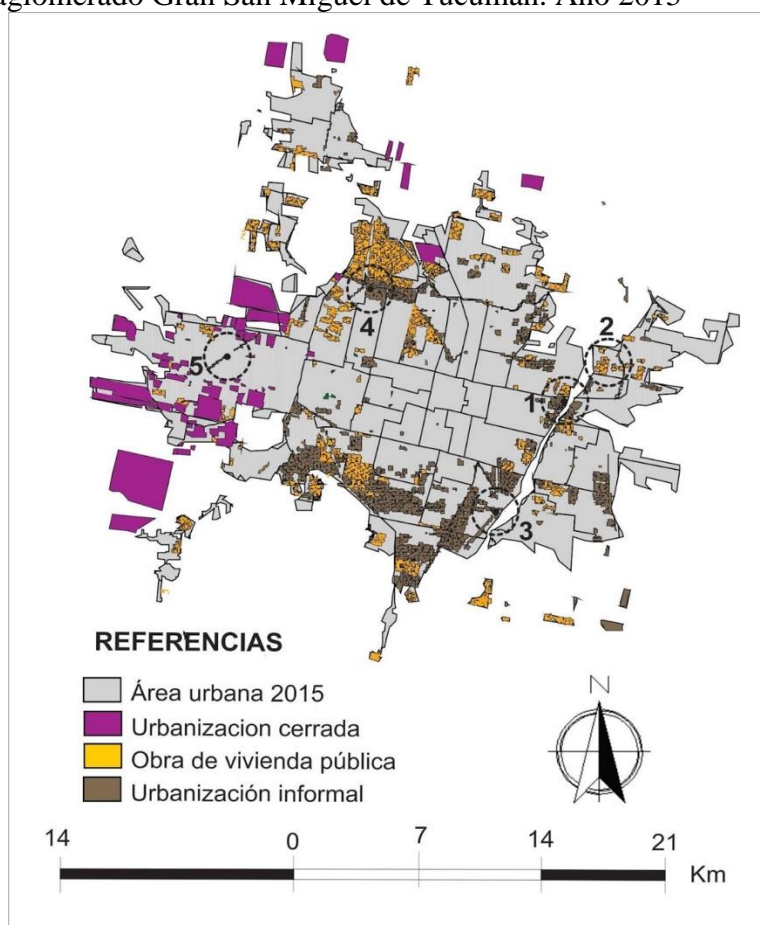 aglomerado Gran San Miguel de Tucumán. Año 2015
2
4
5
1
3
REFERENCIAS
Área urbana 2015
Urbanizacion cerrada
Obra de vivienda pública
Urbanización informal
N
14 0 7 14 21
Km